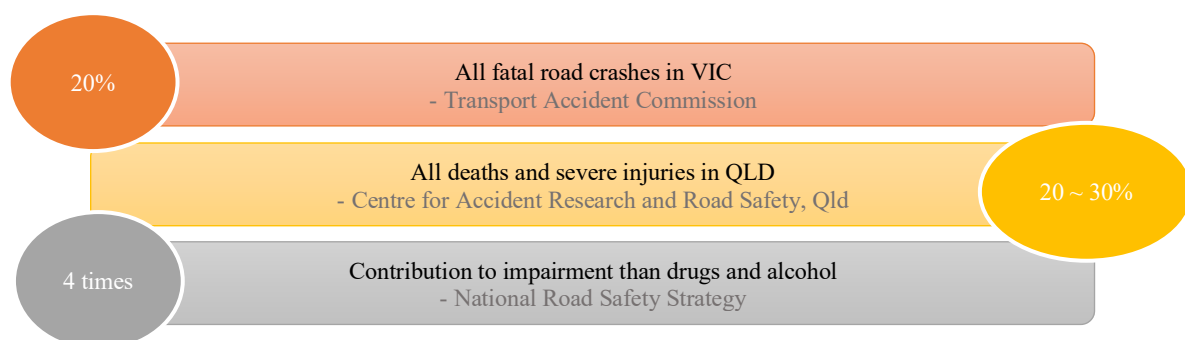 20%
All fatal road crashes in VIC
- Transport Accident Commission
All deaths and severe injuries in QLD
- Centre for Accident Research and Road Safety, Qld
20 ~ 30%
4 times
Contribution to impairment than drugs and alcohol
- National Road Safety Strategy